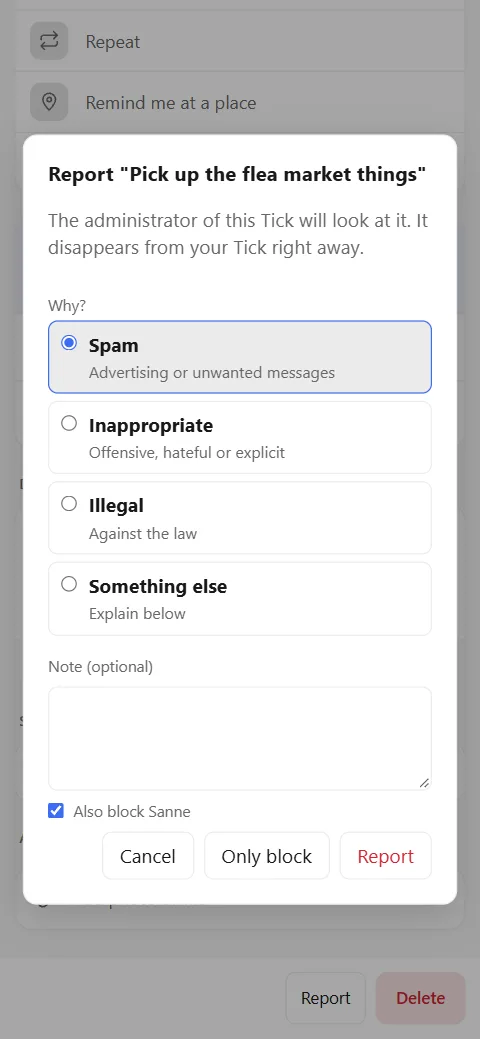 Repeat
Remind me at a place
Report "Pick up the flea market things"
The administrator of this Tick will look at it. It
disappears from your Tick right away.
Why?
Spam
Advertising or unwanted messages
Inappropriate
Offensive, hateful or explicit
Illegal
Against the law
Something else
Explain below
Note (optional)
Also block Sanne
Cancel
Only block
Report
Report
Delete